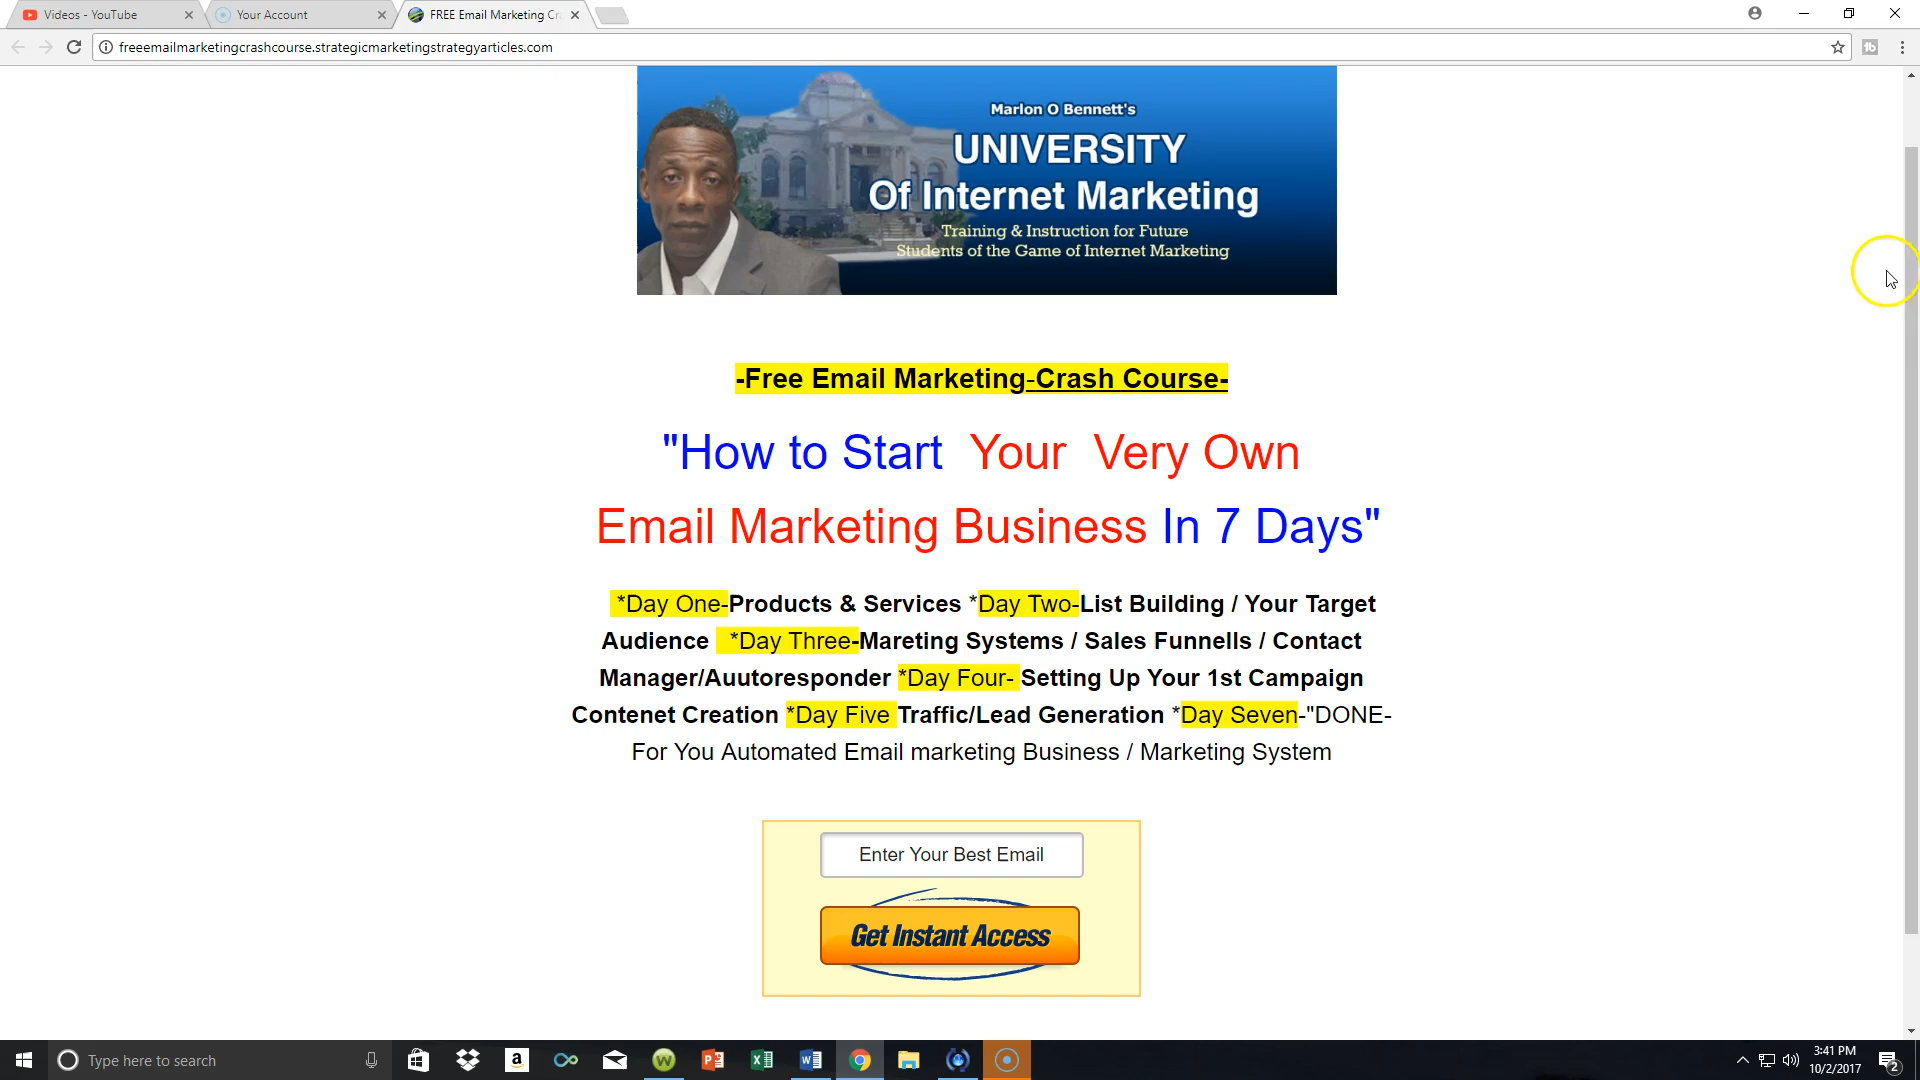 Videos - YouTube
Your Account
FREE Email Marketing Cr
freeemailmarketingcrashcourse.strategicmarketingstrategyarticles.com
Marlon O Bennett's
UNIVERSITY
Of Internet Marketing
Training & Instruction for Future
Students of the Game of Internet Marketing
-Free Email Marketing-Crash Course-
"How to Start Your Very Own
Email Marketing Business In 7 Days"
*Day One-Products & Services *Day Two-List Building / Your Target
Audience *Day Three-Mareting Systems / Sales Funnells / Contact
Manager/Auutoresponder *Day Four- Setting Up Your 1st Campaign
Contenet Creation *Day Five Traffic/Lead Generation *Day Seven-"DONE-
For You Automated Email marketing Business / Marketing System
Enter Your Best Email
Get Instant Access
Type here to search
3:41 PM
10/2/2017
2